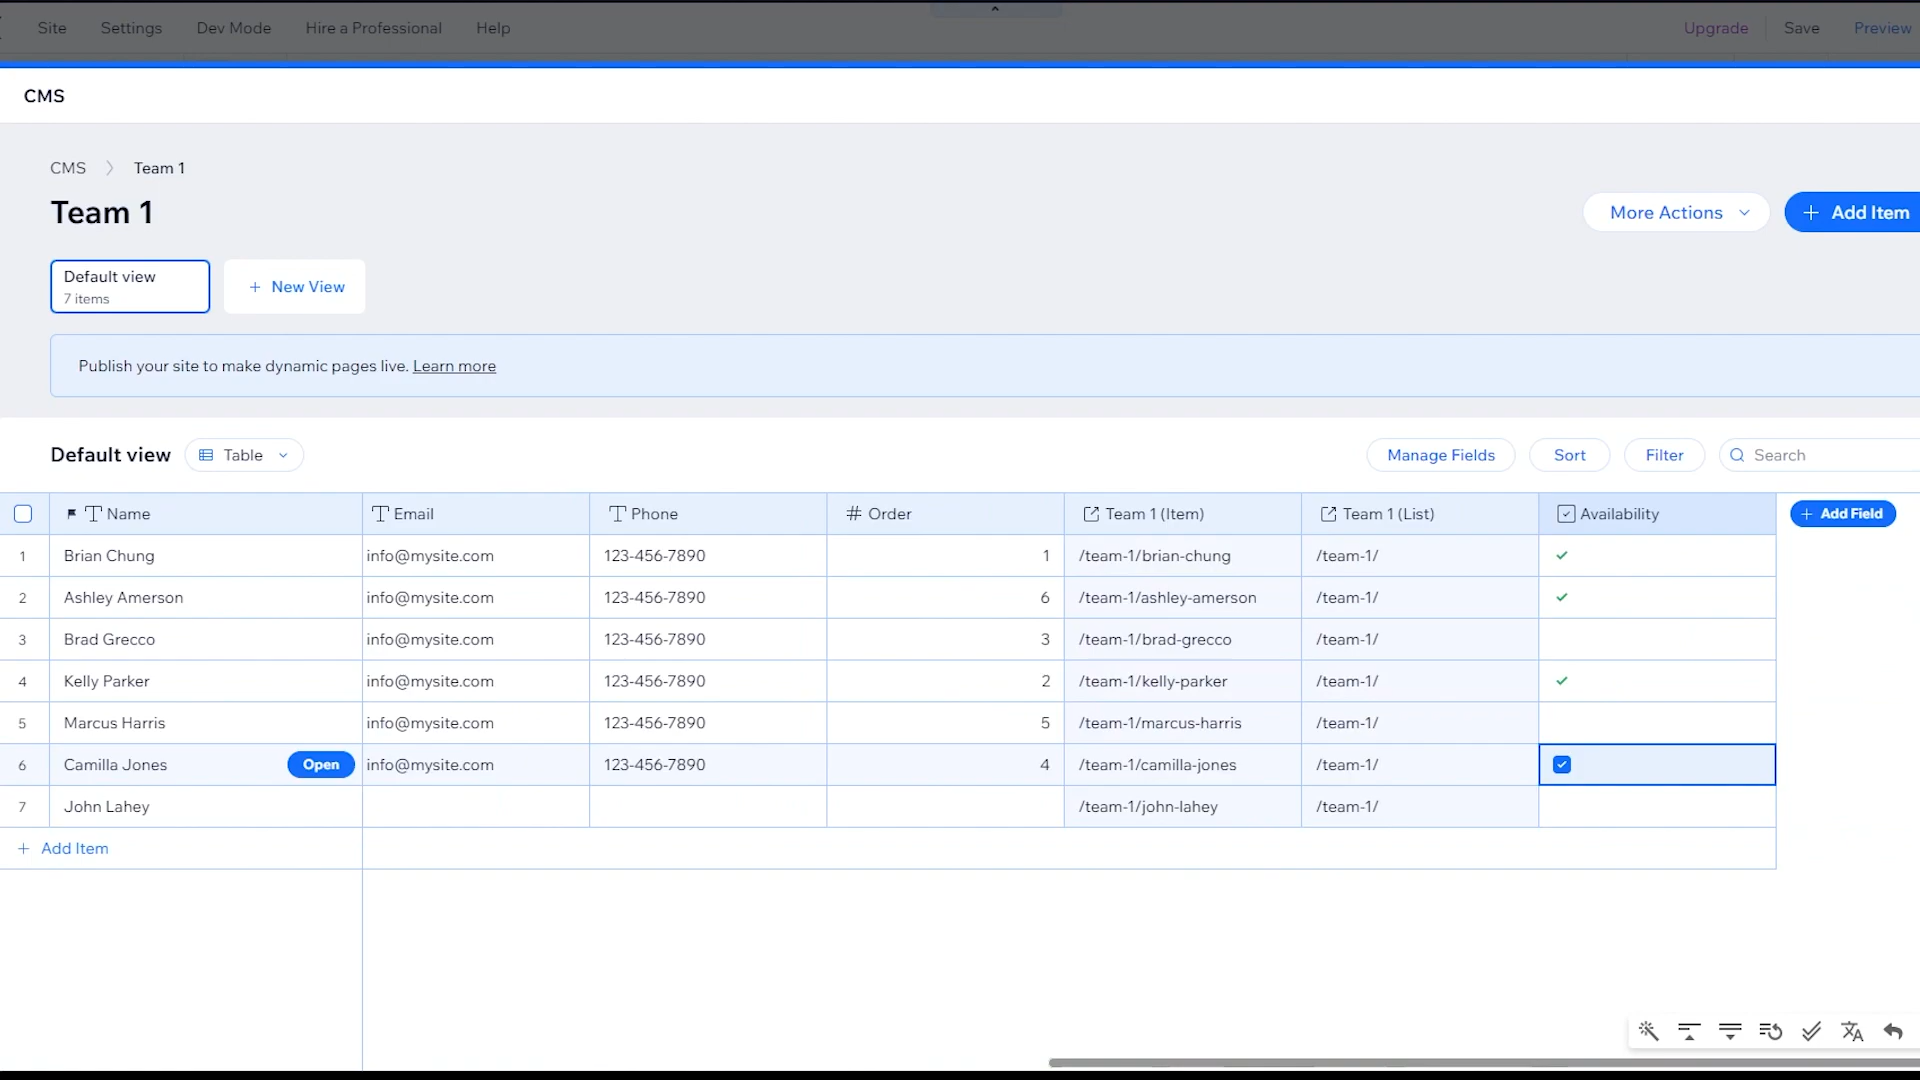 Site Settings Dev Mode Hire a Professional Help Upgrade Save Preview
CMS
CMS Team 1
Team 1
More Actions
+ Add Item
Default view
7 items
+ New View
Publish your site to make dynamic pages live. Learn more
Default view Table Manage Fields Sort Filter Search
Name Email Phone # Order Team 1 (Item) Team 1 (List) Availability + Add Field
1 Brian Chung info@mysite.com 123-456-7890 1 /team-1/brian-chung /team-1/
2 Ashley Amerson info@mysite.com 123-456-7890 6 /team-1/ashley-amerson /team-1/
3 Brad Grecco info@mysite.com 123-456-7890 3 /team-1/brad-grecco /team-1/
4 Kelly Parker info@mysite.com 123-456-7890 2 /team-1/kelly-parker /team-1/
5 Marcus Harris info@mysite.com 123-456-7890 5 /team-1/marcus-harris /team-1/
6 Camilla Jones Open info@mysite.com 123-456-7890 4 /team-1/camilla-jones /team-1/
7 John Lahey /team-1/john-lahey /team-1/
+ Add Item